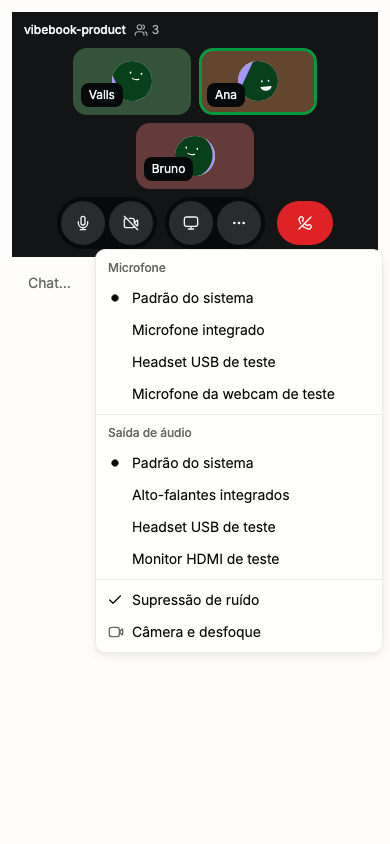 vibebook-product 3
Valls
Ana
Bruno
Chat...
Microfone
Padrão do sistema
Microfone integrado
Headset USB de teste
Microfone da webcam de teste
Saída de áudio
Padrão do sistema
Alto-falantes integrados
Headset USB de teste
Monitor HDMI de teste
Supressão de ruído
Câmera e desfoque